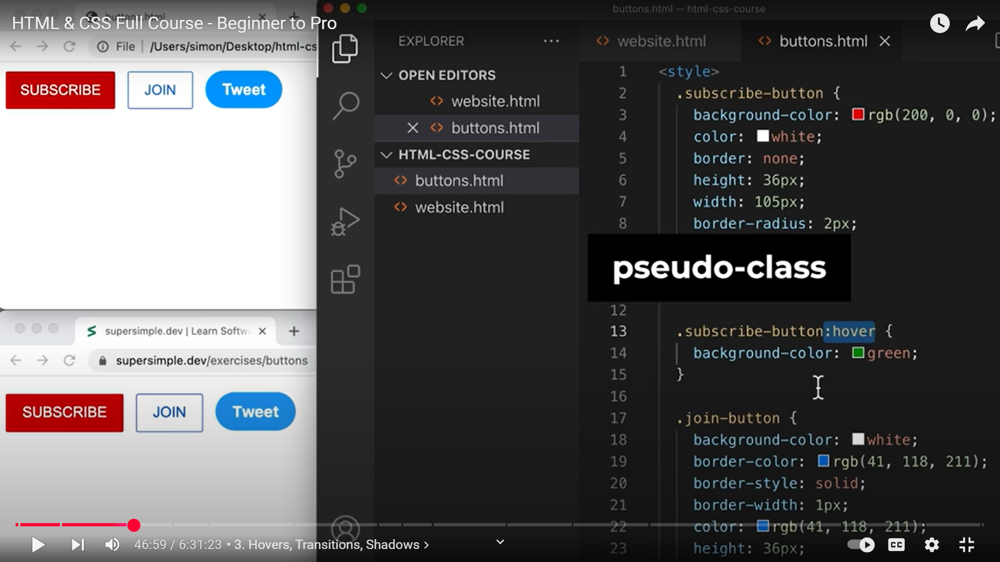 HTML & CSS Full Course - Beginner to Pro
File | /Users/simon/Desktop/html-cs
SUBSCRIBE
JOIN
Tweet
supersimple.dev | Learn Softw
supersimple.dev/exercises/buttons
SUBSCRIBE
JOIN
Tweet
buttons.html — html-css-course
EXPLORER
OPEN EDITORS
website.html
buttons.html
HTML-CSS-COURSE
buttons.html
website.html
website.html
buttons.html
1 <style>
2 .subscribe-button {
3 background-color: rgb(200, 0, 0);
4 color: white;
5 border: none;
6 height: 36px;
7 width: 105px;
8 border-radius: 2px;
pseudo-class
12
13 .subscribe-button:hover {
14 background-color: green;
15 }
16
17 .join-button {
18 background-color: white;
19 border-color: rgb(41, 118, 211);
20 border-style: solid;
21 border-width: 1px;
22 color: rgb(41, 118, 211);
23 height: 36px;
46:59 / 6:31:23 • 3. Hovers, Transitions, Shadows
CC